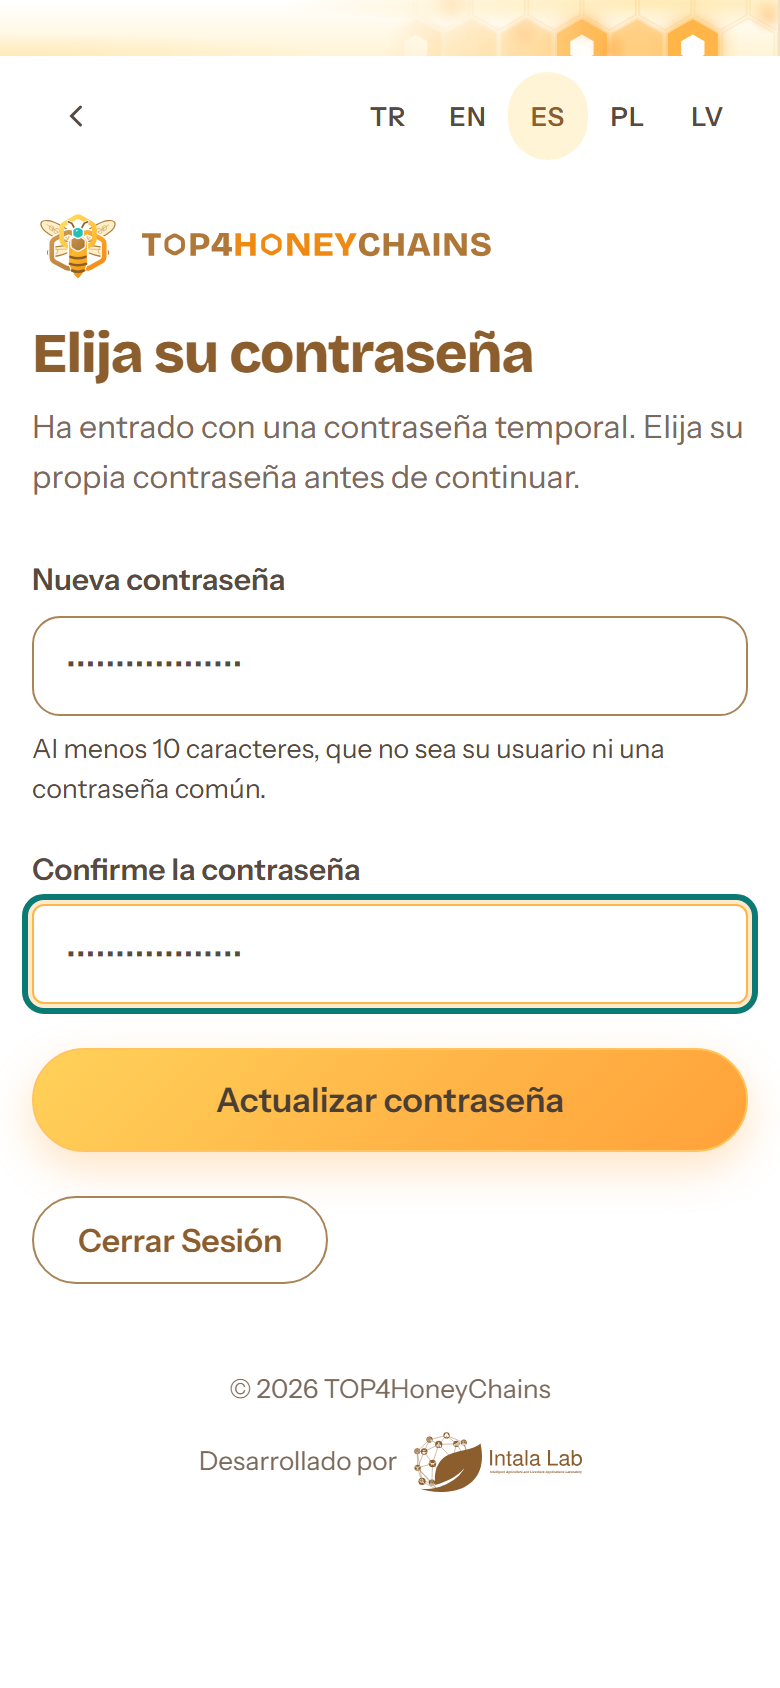 TR EN ES PL LV
TOP4HONEYCHAINS
Elija su contraseña
Ha entrado con una contraseña temporal. Elija su
propia contraseña antes de continuar.
Nueva contraseña
Al menos 10 caracteres, que no sea su usuario ni una
contraseña común.
Confirme la contraseña
Actualizar contraseña
Cerrar Sesión
© 2026 TOP4HoneyChains
Desarrollado por Intala Lab